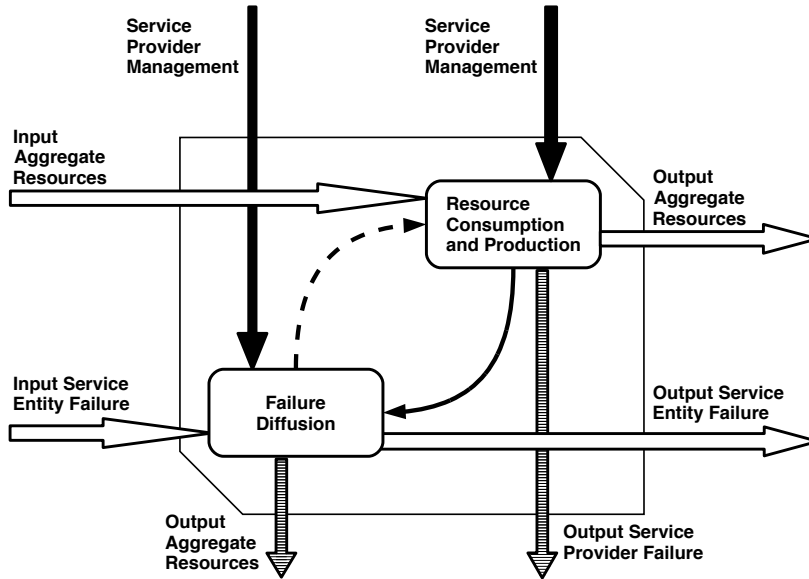 Service
Provider
Management
Service
Provider
Management
Input
Aggregate
Resources
Resource
Consumption
and Production
Output
Aggregate
Resources
Input Service
Entity Failure
Failure
Diffusion
Output Service
Entity Failure
Output
Aggregate
Resources
Output Service
Provider Failure